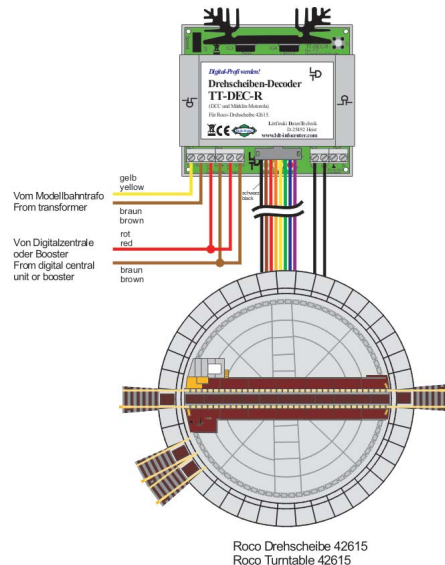 Digital-Profi werden!
Drehscheiben-Decoder
TT-DEC-R
(DCC und Märklin-Motorola)
Für Roco-Drehscheibe 42615
Littfinski DatenTechnik
D-25492 Heist
www.ldt-infocenter.com
schwarz
black
gelb
yellow
Vom Modellbahntrafo
From transformer
braun
brown
rot
red
Von Digitalzentrale
oder Booster
From digital central
unit or booster
braun
brown
Roco Drehscheibe 42615
Roco Turntable 42615